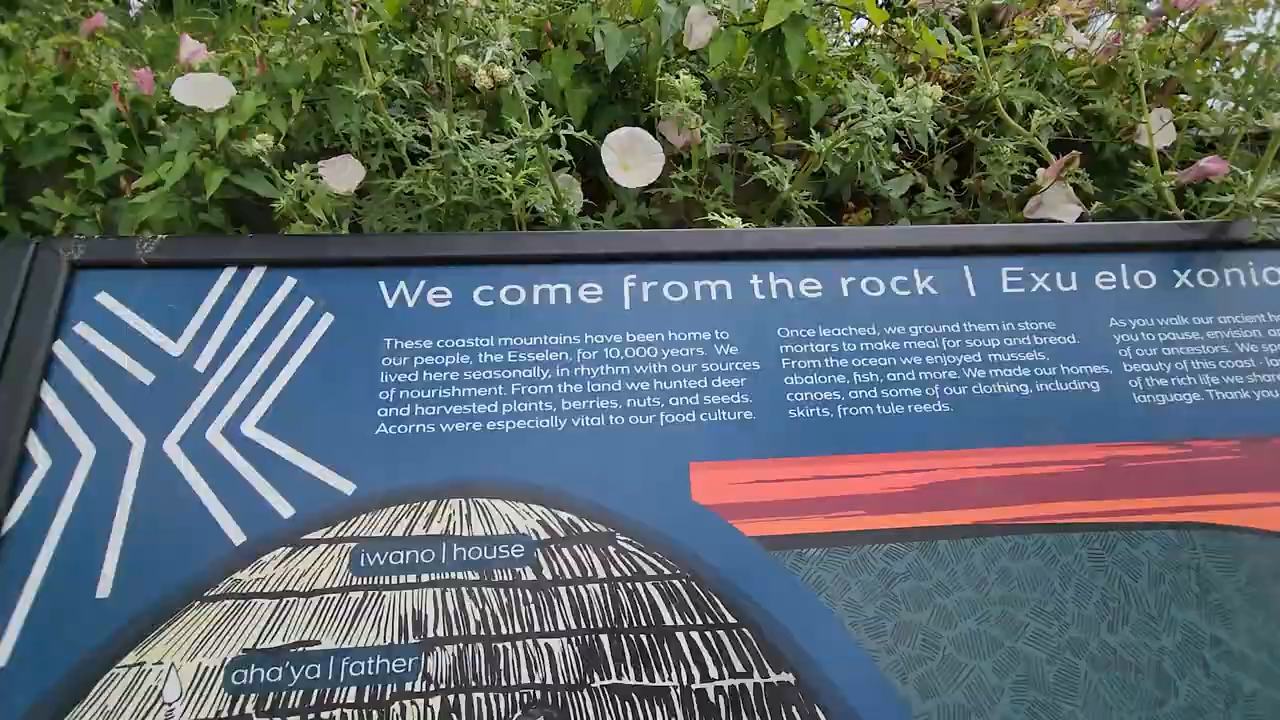 We come from the rock | Exu elo xonia
These coastal mountains have been home to
our people, the Esselen, for 10,000 years. We
lived here seasonally, in rhythm with our sources
of nourishment. From the land we hunted deer
and harvested plants, berries, nuts, and seeds.
Acorns were especially vital to our food culture.
Once leached, we ground them in stone
mortars to make meal for soup and bread.
From the ocean we enjoyed mussels,
abalone, fish, and more. We made our homes,
canoes, and some of our clothing, including
skirts, from tule reeds.
As you walk our ancient
you to pause, envision,
of our ancestors. We
beauty of this coast
of the rich life we
language. Thank you
iwano | house
aha'ya | father